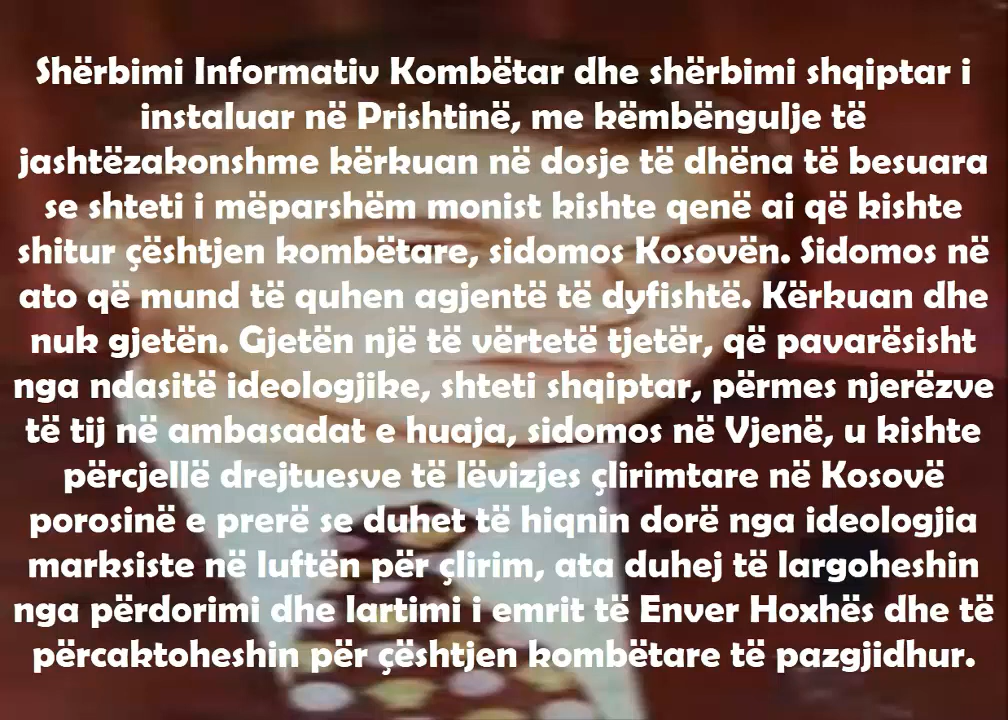 Shërbimi Informativ Kombëtar dhe shërbimi shqiptar i
instaluar në Prishtinë, me këmbëngulje të
jashtëzakonshme kërkuan në dosje të dhëna të besuara
se shteti i mëparshëm monist kishte qenë ai që kishte
shitur çështjen kombëtare, sidomos Kosovën. Sidomos në
ato që mund të quhen agjentë të dyfishtë. Kërkuan dhe
nuk gjetën. Gjetën një të vërtetë tjetër, që pavarësisht
nga ndasitë ideologjike, shteti shqiptar, përmes njerëzve
të tij në ambasadat e huaja, sidomos në Vjenë, u kishte
përcjellë drejtuesve të lëvizjes çlirimtare në Kosovë
porosinë e prerë se duhet të hiqnin dorë nga ideologjia
marksiste në luftën për çlirim, ata duhej të largoheshin
nga përdorimi dhe lartimi i emrit të Enver Hoxhës dhe të
përcaktoheshin për çështjen kombëtare të pazgjidhur.